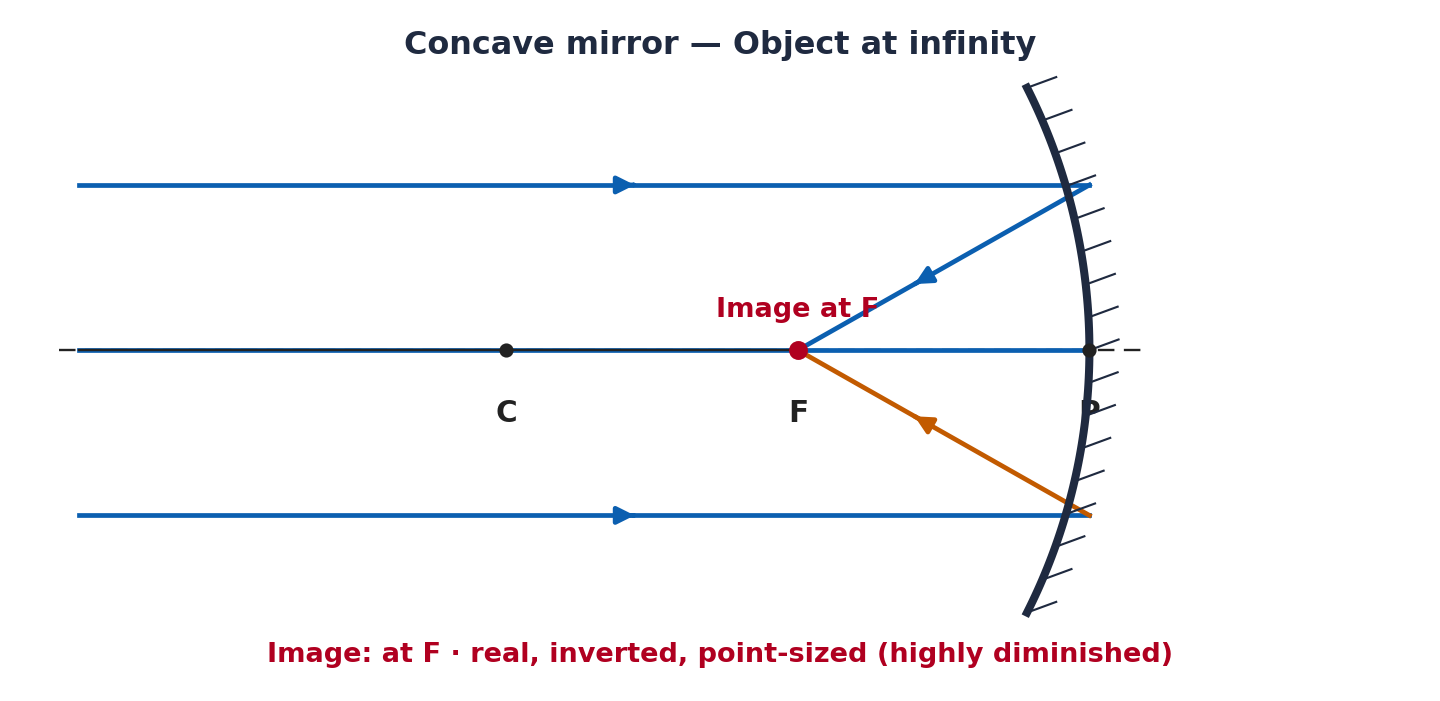 Concave mirror — Object at infinity
Image at F
C
F
P
Image: at F · real, inverted, point-sized (highly diminished)